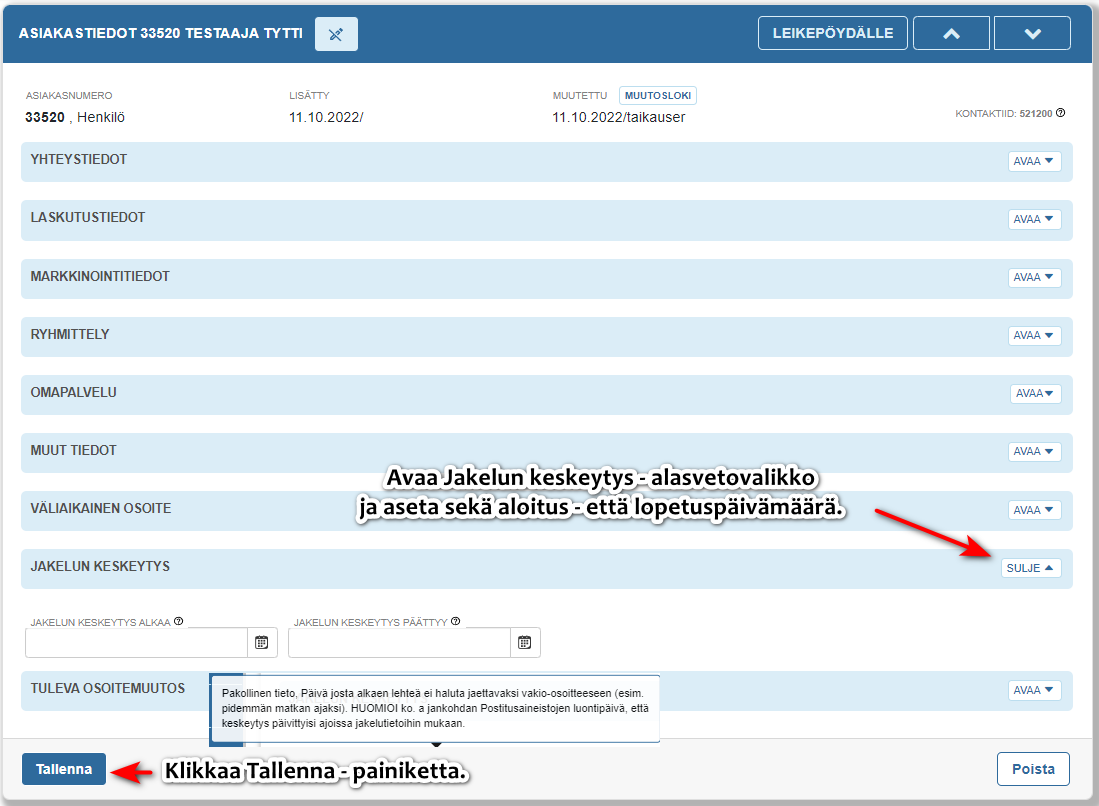 ASIAKASTIEDOT 33520 TESTAAJA TYTTI
LEIKEPÖYDÄLLE
ASIAKASNUMERO
33520 , Henkilö
LISÄTTY
11.10.2022/
MUUTETTU MUUTOSLOKI
11.10.2022/taikauser
KONTAKTIID: 521200
YHTEYSTIEDOT AVAA
LASKUTUSTIEDOT AVAA
MARKKINOINTITIEDOT AVAA
RYHMITTELY AVAA
OMAPALVELU AVAA
MUUT TIEDOT AVAA
Avaa Jakelun keskeytys - alasvetovalikko
ja aseta sekä aloitus - että lopetuspäivämäärä.
VÄLIAIKAINEN OSOITE AVAA
JAKELUN KESKEYTYS SULJE
JAKELUN KESKEYTYS ALKAA
JAKELUN KESKEYTYS PÄÄTTYY
TULEVA OSOITEMUUTOS AVAA
Pakollinen tieto, Päivä josta alkaen lehteä ei haluta jaettavaksi vakio-osoitteeseen (esim.
pidemmän matkan ajaksi). HUOMIOI ko. a jankohdan Postitusaineistojen luontipäivä, että
keskeytys päivittyisi ajoissa jakelutietoihin mukaan.
Tallenna
Klikkaa Tallenna - painiketta.
Poista